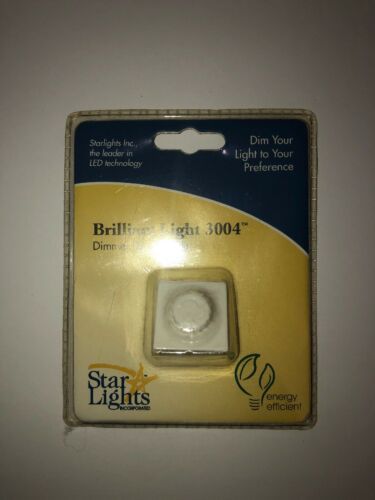 Starlights Inc.,
the leader in
LED technology
Dim Your
Light to Your
Preference
Light 3004™
Star
Lights
INCORPORATED
energy
efficient